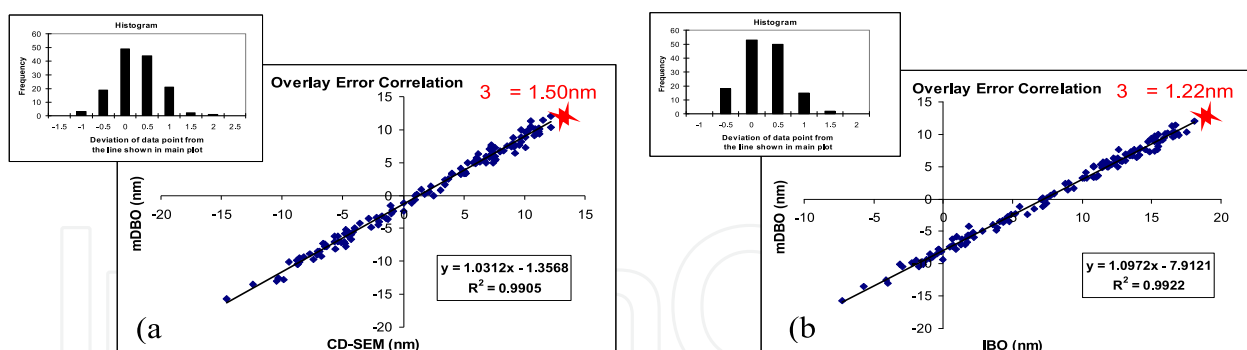 Histogram
Frequency
60
50
40
30
20
10
0
-1.5 -1 -0.5 0 0.5 1 1.5 2 2.5
Deviation of data point from
the line shown in main plot
Overlay Error Correlation
3 = 1.50nm
mDBO (nm)
15
10
5
0
-5
-10
-15
-20
-20 -15 -10 -5 0 5 10 15
y = 1.0312x - 1.3568
R² = 0.9905
(a
CD-SEM (nm)
Histogram
Frequency
60
50
40
30
20
10
0
-1 -0.5 0 0.5 1 1.5 2
Deviation of data point from
the line shown in main plot
Overlay Error Correlation
3 = 1.22nm
mDBO (nm)
15
10
5
0
-5
-10
-15
-20
-10 -5 0 5 10 15 20
y = 1.0972x - 7.9121
R² = 0.9922
(b
IBO (nm)